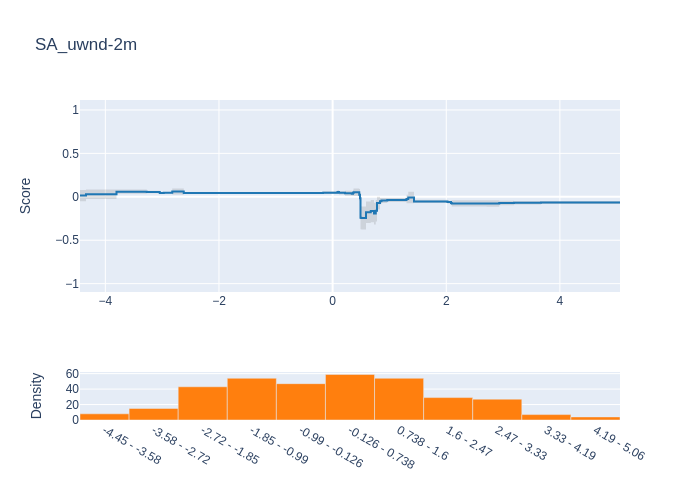 SA_uwnd-2m
1
0.5
0
−0.5
−1
Score
−4
−2
0
2
4
60
40
20
0
Density
-4.45 - -3.58
-3.58 - -2.72
-2.72 - -1.85
-1.85 - -0.99
-0.99 - -0.126
-0.126 - 0.738
0.738 - 1.6
1.6 - 2.47
2.47 - 3.33
3.33 - 4.19
4.19 - 5.06